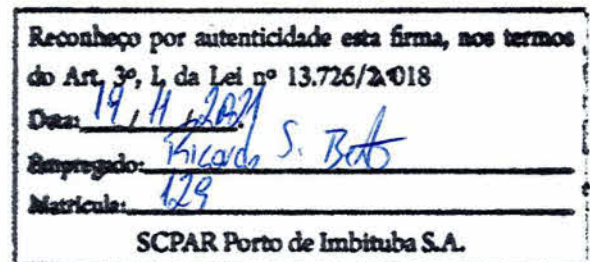 Reconheço por autenticidade esta firma, nos termos
do Art. 3º, I, da Lei nº 13.726/2018
Data: 19 / 11 / 2021
Empregado: Ricardo S. Beto
Matrícula: 129
SCPAR Porto de Imbituba S.A.